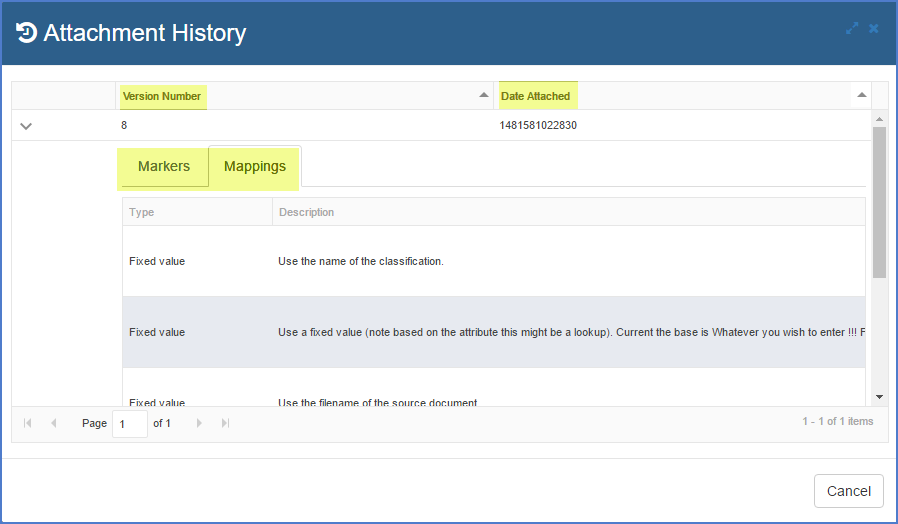 Attachment History
Version Number Date Attached
8 1481581022830
Markers Mappings
Type Description
Fixed value Use the name of the classification.
Fixed value Use a fixed value (note based on the attribute this might be a lookup). Current the base is Whatever you wish to enter !!! F
Fixed value Use the filename of the source document
Page 1 of 1 1 - 1 of 1 items
Cancel